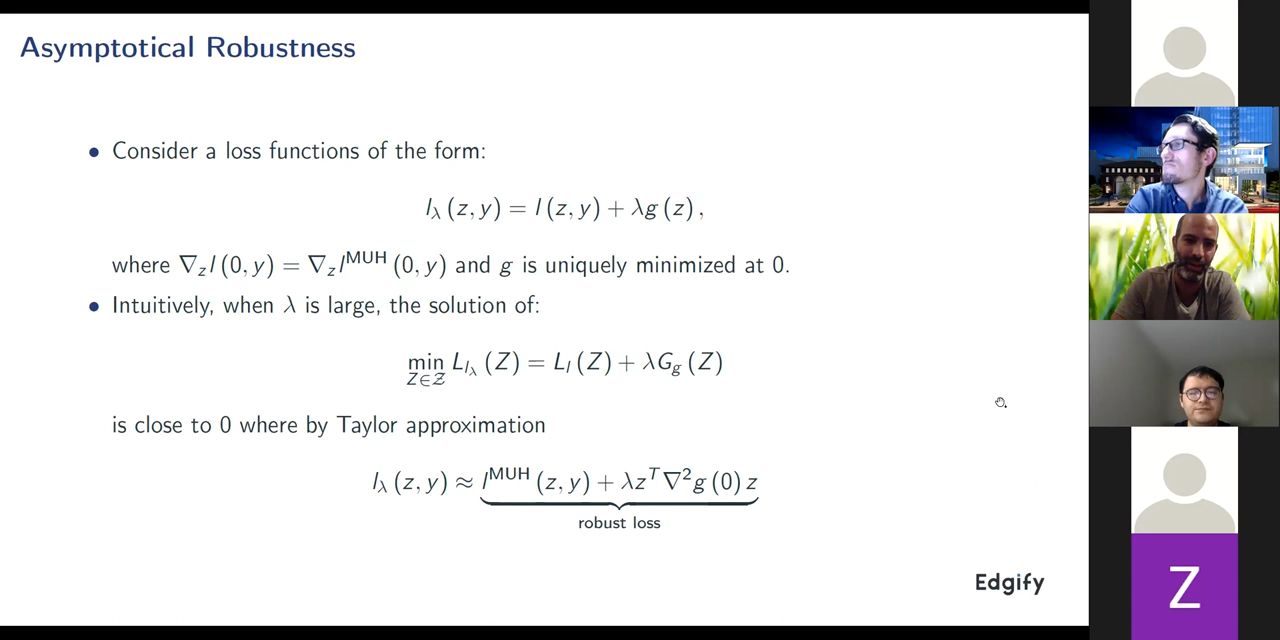 Asymptotical Robustness
• Consider a loss functions of the form:
l_λ (z, y) = l (z, y) + λg (z) ,
where ∇_z l (0, y) = ∇_z l^MUH (0, y) and g is uniquely minimized at 0.
• Intuitively, when λ is large, the solution of:
min_{Z∈𝒵} L_{l_λ} (Z) = L_l (Z) + λG_g (Z)
is close to 0 where by Taylor approximation
l_λ (z, y) ≈ l^MUH (z, y) + λz^T ∇²g (0) z
robust loss
Edgify
Z